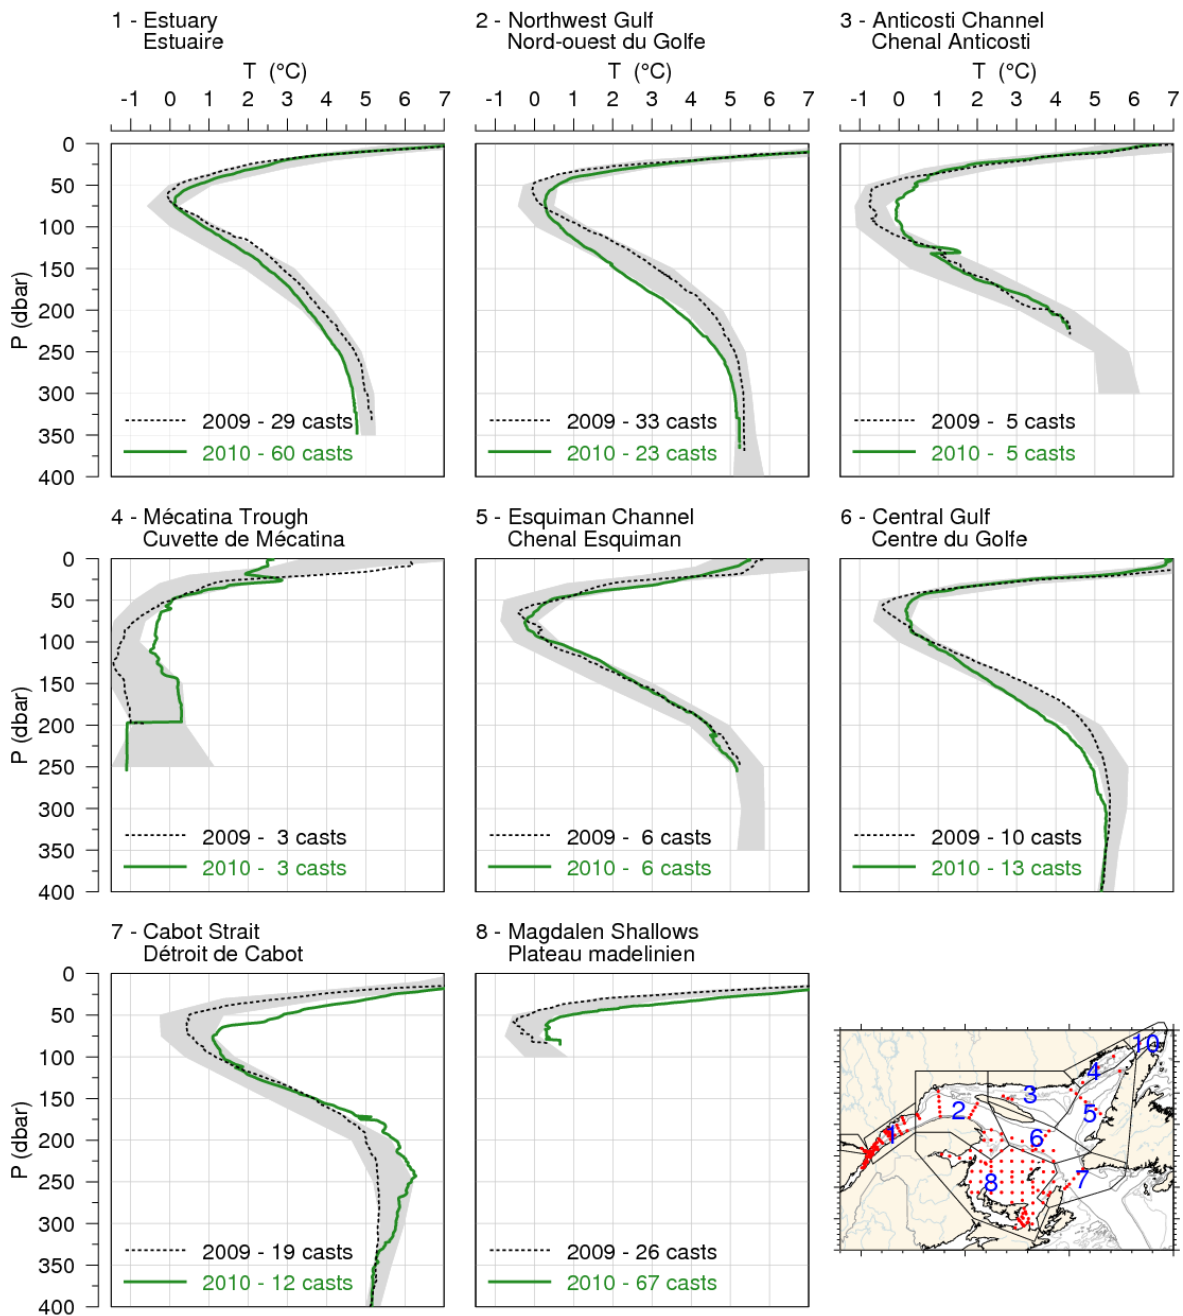 1 - Estuary
Estuaire
2 - Northwest Gulf
Nord-ouest du Golfe
3 - Anticosti Channel
Chenal Anticosti
T (°C)
T (°C)
T (°C)
-1 0 1 2 3 4 5 6 7
-1 0 1 2 3 4 5 6 7
-1 0 1 2 3 4 5 6 7
P (dbar)
0
50
100
150
200
250
300
350
400
2009 - 29 casts
2010 - 60 casts
2009 - 33 casts
2010 - 23 casts
2009 - 5 casts
2010 - 5 casts
4 - Mécatina Trough
Cuvette de Mécatina
5 - Esquiman Channel
Chenal Esquiman
6 - Central Gulf
Centre du Golfe
P (dbar)
0
50
100
150
200
250
300
350
400
2009 - 3 casts
2010 - 3 casts
2009 - 6 casts
2010 - 6 casts
2009 - 10 casts
2010 - 13 casts
7 - Cabot Strait
Détroit de Cabot
8 - Magdalen Shallows
Plateau madelinien
P (dbar)
0
50
100
150
200
250
300
350
400
2009 - 19 casts
2010 - 12 casts
2009 - 26 casts
2010 - 67 casts
10
4
3
5
2
1
6
8
7